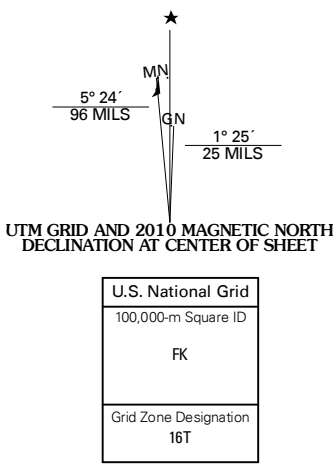 ★
MN
GN
5° 24´
96 MILS
1° 25´
25 MILS
UTM GRID AND 2010 MAGNETIC NORTH
DECLINATION AT CENTER OF SHEET
U.S. National Grid
100,000-m Square ID
FK
Grid Zone Designation
16T